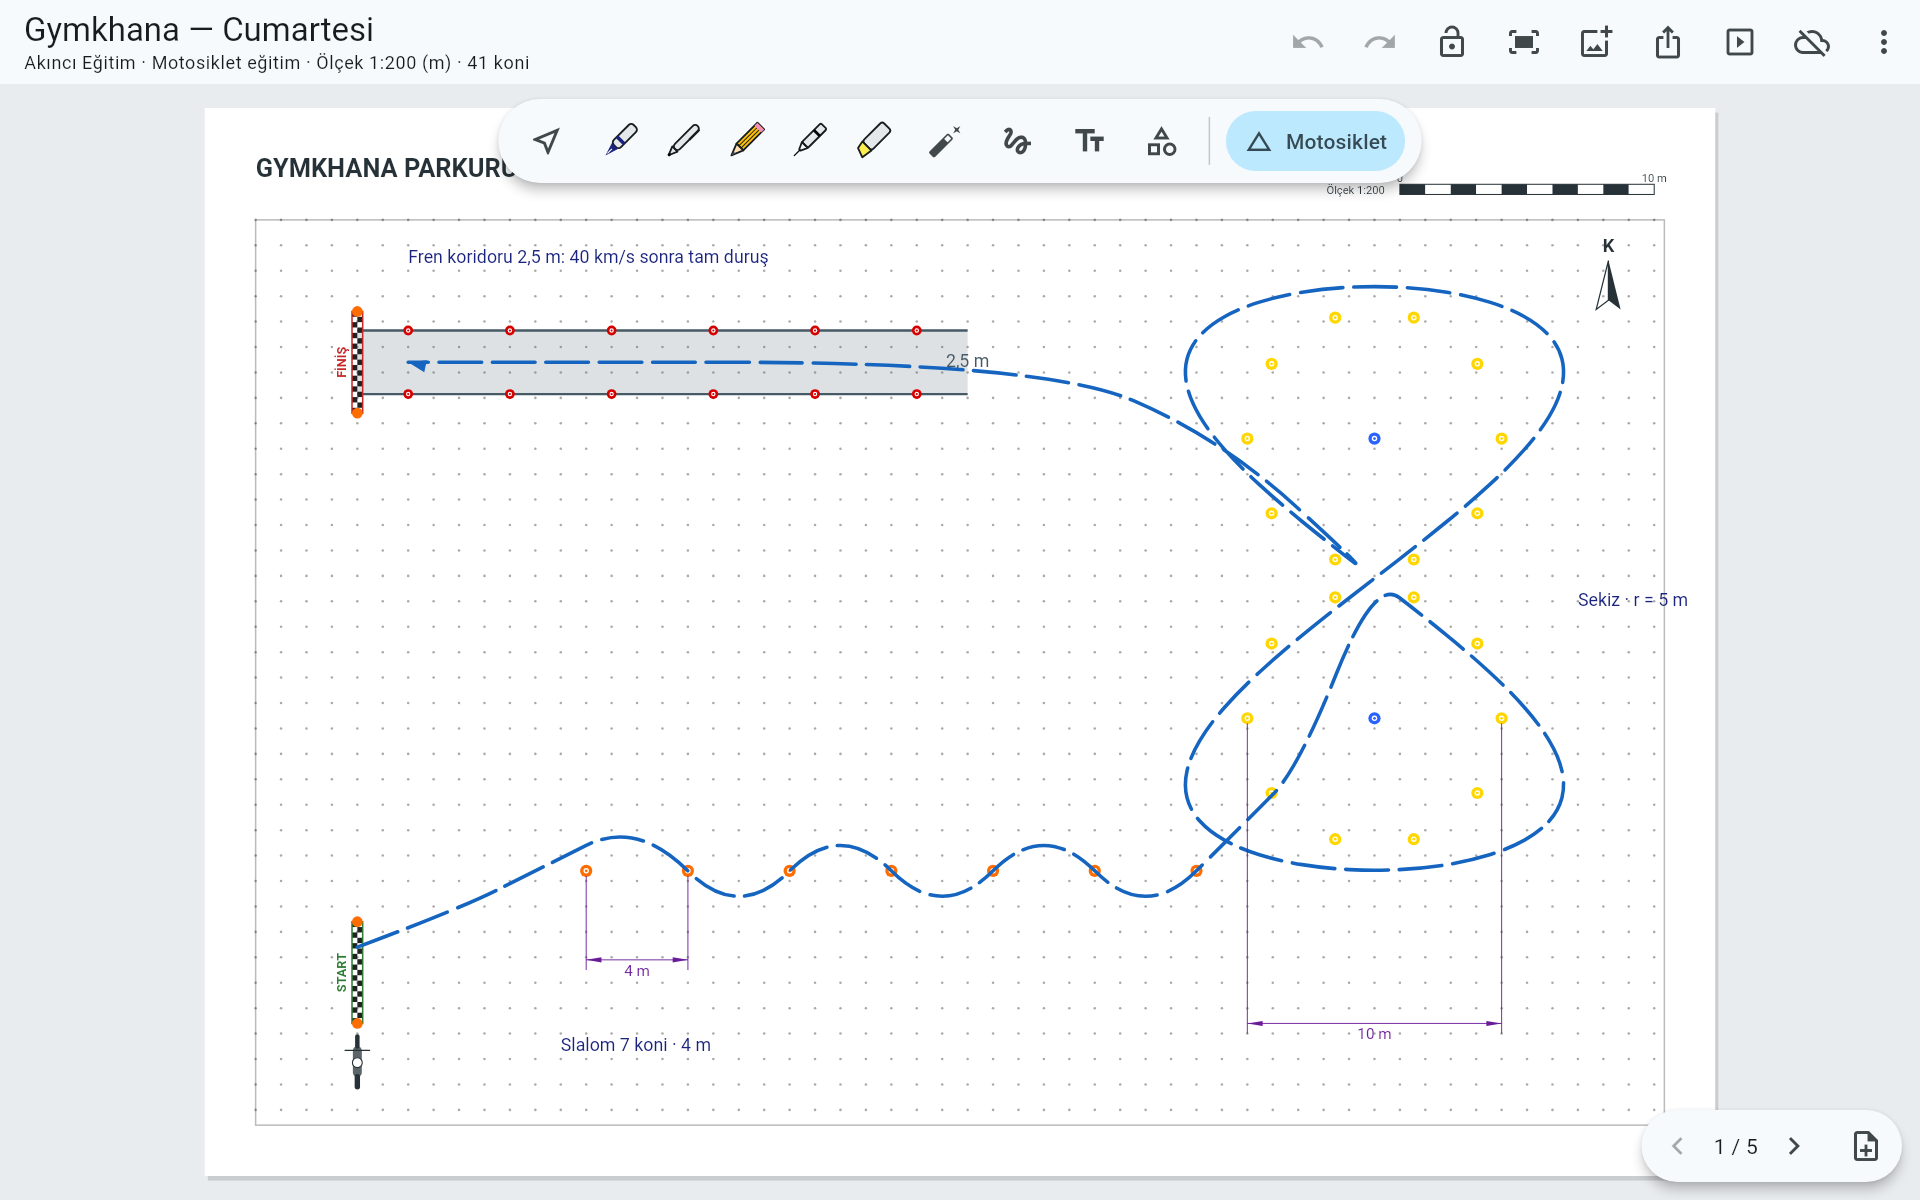 Gymkhana — Cumartesi
Akıncı Eğitim · Motosiklet eğitim · Ölçek 1:200 (m) · 41 koni
Motosiklet
GYMKHANA PARKURU
Ölçek 1:200
0
10 m
K
Fren koridoru 2,5 m: 40 km/s sonra tam duruş
FİNİŞ
2,5 m
Sekiz · r = 5 m
START
4 m
10 m
Slalom 7 koni · 4 m
1 / 5